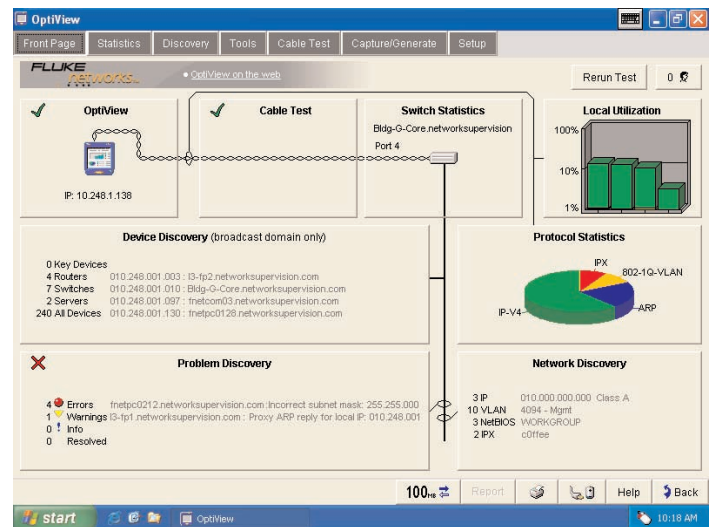 OptiView
Front Page Statistics Discovery Tools Cable Test Capture/Generate Setup
FLUKE networks. • OptiView on the web Rerun Test 0
OptiView
IP: 10.248.1.138
Cable Test
Switch Statistics
Bldg-G-Core.networksupervision
Port 4
Local Utilization
100%
10%
1%
Device Discovery (broadcast domain only)
0 Key Devices
4 Routers 010.248.001.003 : l3-fp2.networksupervision.com
7 Switches 010.248.001.010 : Bldg-G-Core.networksupervision.com
2 Servers 010.248.001.097 : fnetcom03.networksupervision.com
240 All Devices 010.248.001.130 : fnetpc0128.networksupervision.com
Protocol Statistics
IPX
802-1Q-VLAN
IP-V4
ARP
Problem Discovery
4 Errors fnetpc0212.networksupervision.com:Incorrect subnet mask: 255.255.000
1 Warnings l3-fp1.networksupervision.com : Proxy ARP reply for local IP: 010.248.001
0 Info
0 Resolved
Network Discovery
3 IP 010.000.000.000 Class A
10 VLAN 4094 - Mgmt
3 NetBIOS WORKGROUP
2 IPX c0ffee
100MB Report Help Back
start OptiView 10:18 AM